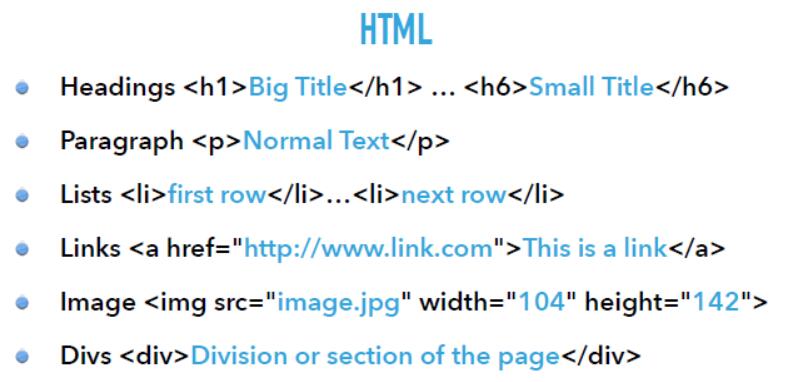 HTML
Headings <h1>Big Title</h1> ... <h6>Small Title</h6>
Paragraph <p>Normal Text</p>
Lists <li>first row</li>...<li>next row</li>
Links <a href="http://www.link.com">This is a link</a>
Image <img src="image.jpg" width="104" height="142">
Divs <div>Division or section of the page</div>